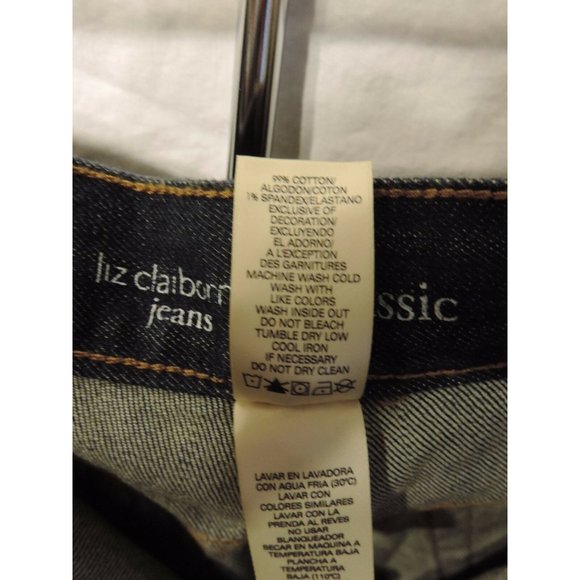 99% COTTON/
ALGODON/COTON
1% SPANDEX/ELASTANO
EXCLUSIVE OF
DECORATION/
EXCLUYENDO
EL ADORNO/
A L'EXCEPTION
DES GARNITURES
MACHINE WASH COLD
WASH WITH
LIKE COLORS
WASH INSIDE OUT
DO NOT BLEACH
TUMBLE DRY LOW
COOL IRON
IF NECESSARY
DO NOT DRY CLEAN
liz claiborn
jeans
ssic
LAVAR EN LAVADORA
CON AGUA FRIA (30°C)
LAVAR CON
COLORES SIMILARES
LAVAR CON LA
PRENDA AL REVES
NO USAR
BLANQUEADOR
SECAR EN MAQUINA A
TEMPERATURA BAJA
PLANCHA A
TEMPERATURA
BAJA (110°C)